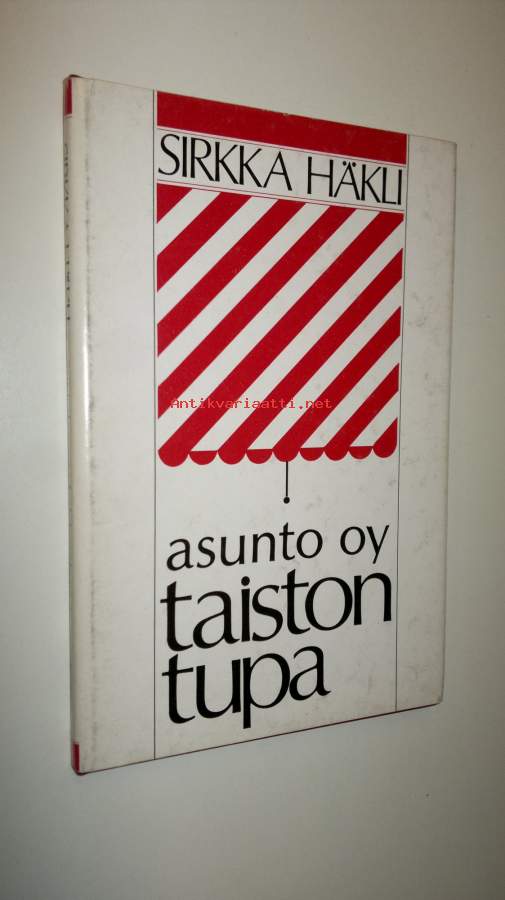 SIRKKA HÄKLI
Antikvariaatti.net
asunto oy
taiston
tupa